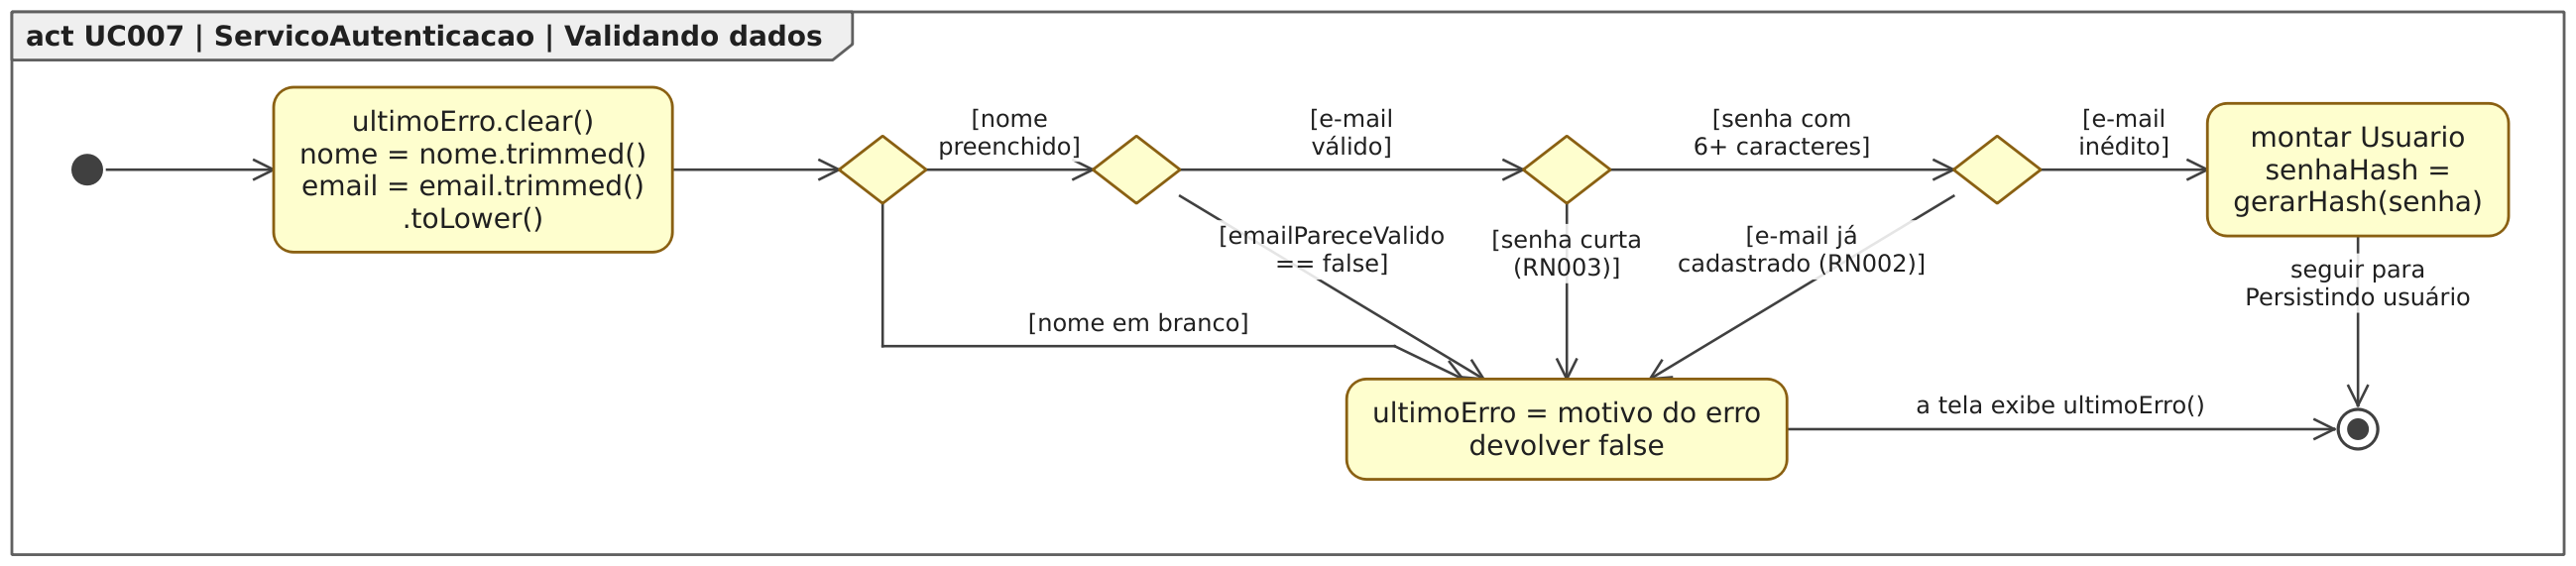 act UC007 | ServicoAutenticacao | Validando dados
ultimoErro.clear()
nome = nome.trimmed()
email = email.trimmed()
.toLower()
[nome
preenchido]
[e-mail
válido]
[senha com
6+ caracteres]
[e-mail
inédito]
montar Usuario
senhaHash =
gerarHash(senha)
[emailPareceValido
== false]
[senha curta
(RN003)]
[e-mail já
cadastrado (RN002)]
seguir para
Persistindo usuário
[nome em branco]
ultimoErro = motivo do erro
devolver false
a tela exibe ultimoErro()